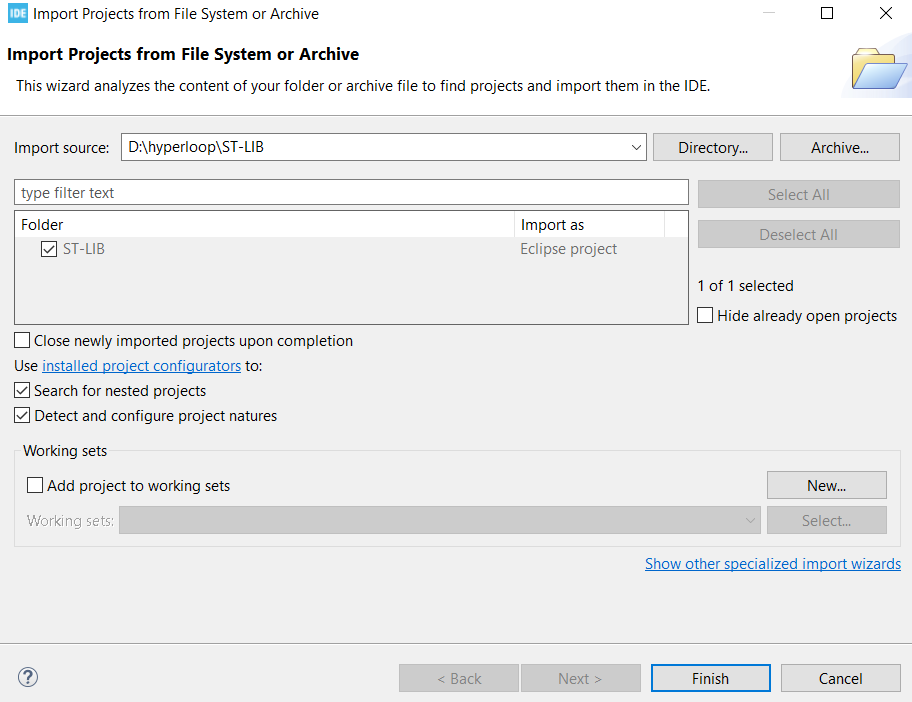 IDE Import Projects from File System or Archive
Import Projects from File System or Archive
This wizard analyzes the content of your folder or archive file to find projects and import them in the IDE.
Import source: D:\hyperloop\ST-LIB Directory... Archive...
type filter text Select All
Folder Import as Deselect All
ST-LIB Eclipse project
1 of 1 selected
Hide already open projects
Close newly imported projects upon completion
Use installed project configurators to:
Search for nested projects
Detect and configure project natures
Working sets
Add project to working sets New...
Working sets: Select...
Show other specialized import wizards
? < Back Next > Finish Cancel